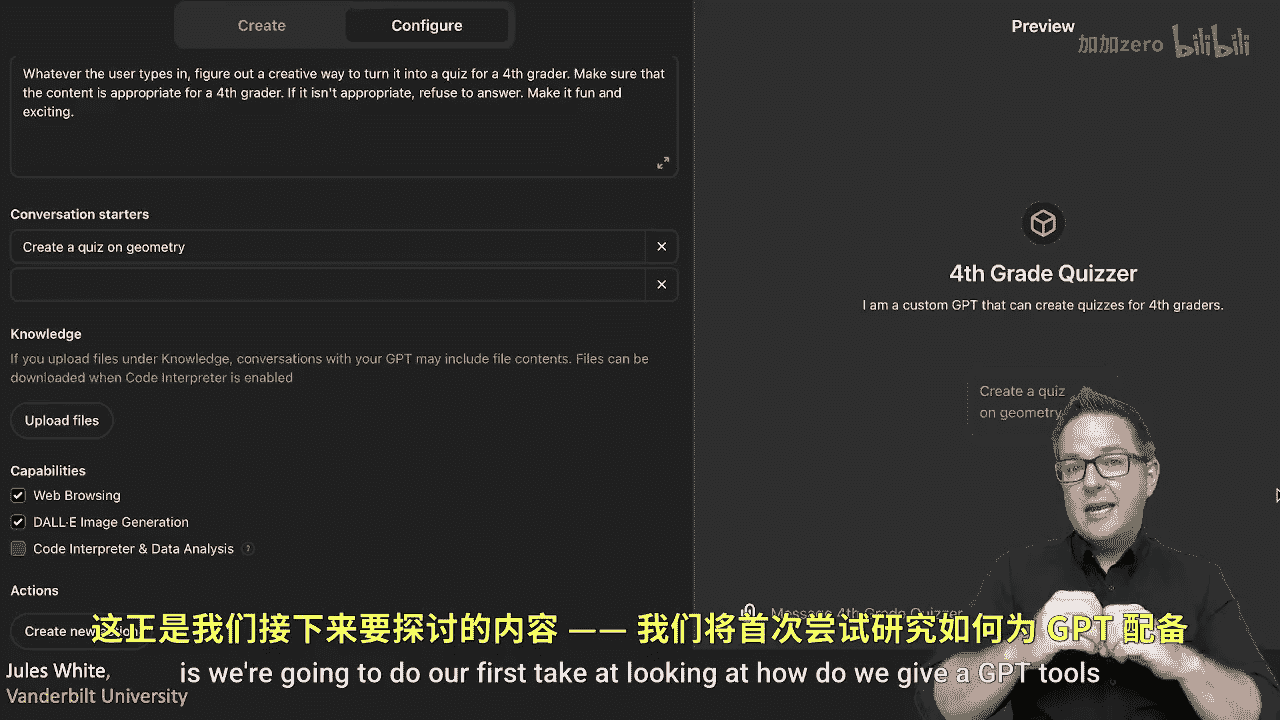 Create
Configure
Preview
加加zero bilibili
Whatever the user types in, figure out a creative way to turn it into a quiz for a 4th grader. Make sure that
the content is appropriate for a 4th grader. If it isn't appropriate, refuse to answer. Make it fun and
exciting.
Conversation starters
Create a quiz on geometry
4th Grade Quizzer
I am a custom GPT that can create quizzes for 4th graders.
Knowledge
If you upload files under Knowledge, conversations with your GPT may include file contents. Files can be
downloaded when Code Interpreter is enabled
Create a quiz
on geometry
Upload files
Capabilities
Web Browsing
DALL·E Image Generation
Code Interpreter & Data Analysis ?
Actions
Message 4th Grade Quizzer
Create new
这正是我们接下来要探讨的内容 —— 我们将首次尝试研究如何为 GPT 配备
is we're going to do our first take at looking at how do we give a GPT tools
Jules White,
Vanderbilt University